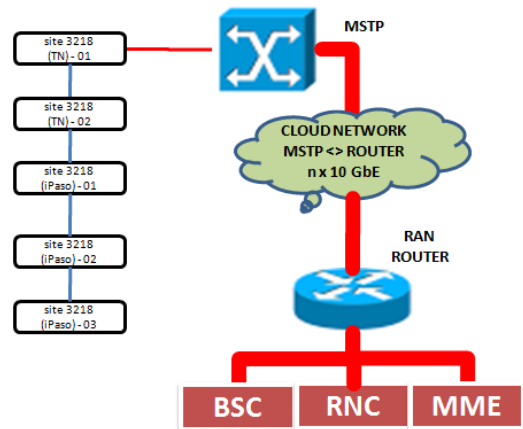 site 3218
(TN) - 01
site 3218
(TN) - 02
site 3218
(iPaso) - 01
site 3218
(iPaso) - 02
site 3218
(iPaso) - 03
MSTP
CLOUD NETWORK
MSTP <> ROUTER
n x 10 GbE
RAN
ROUTER
BSC
RNC
MME